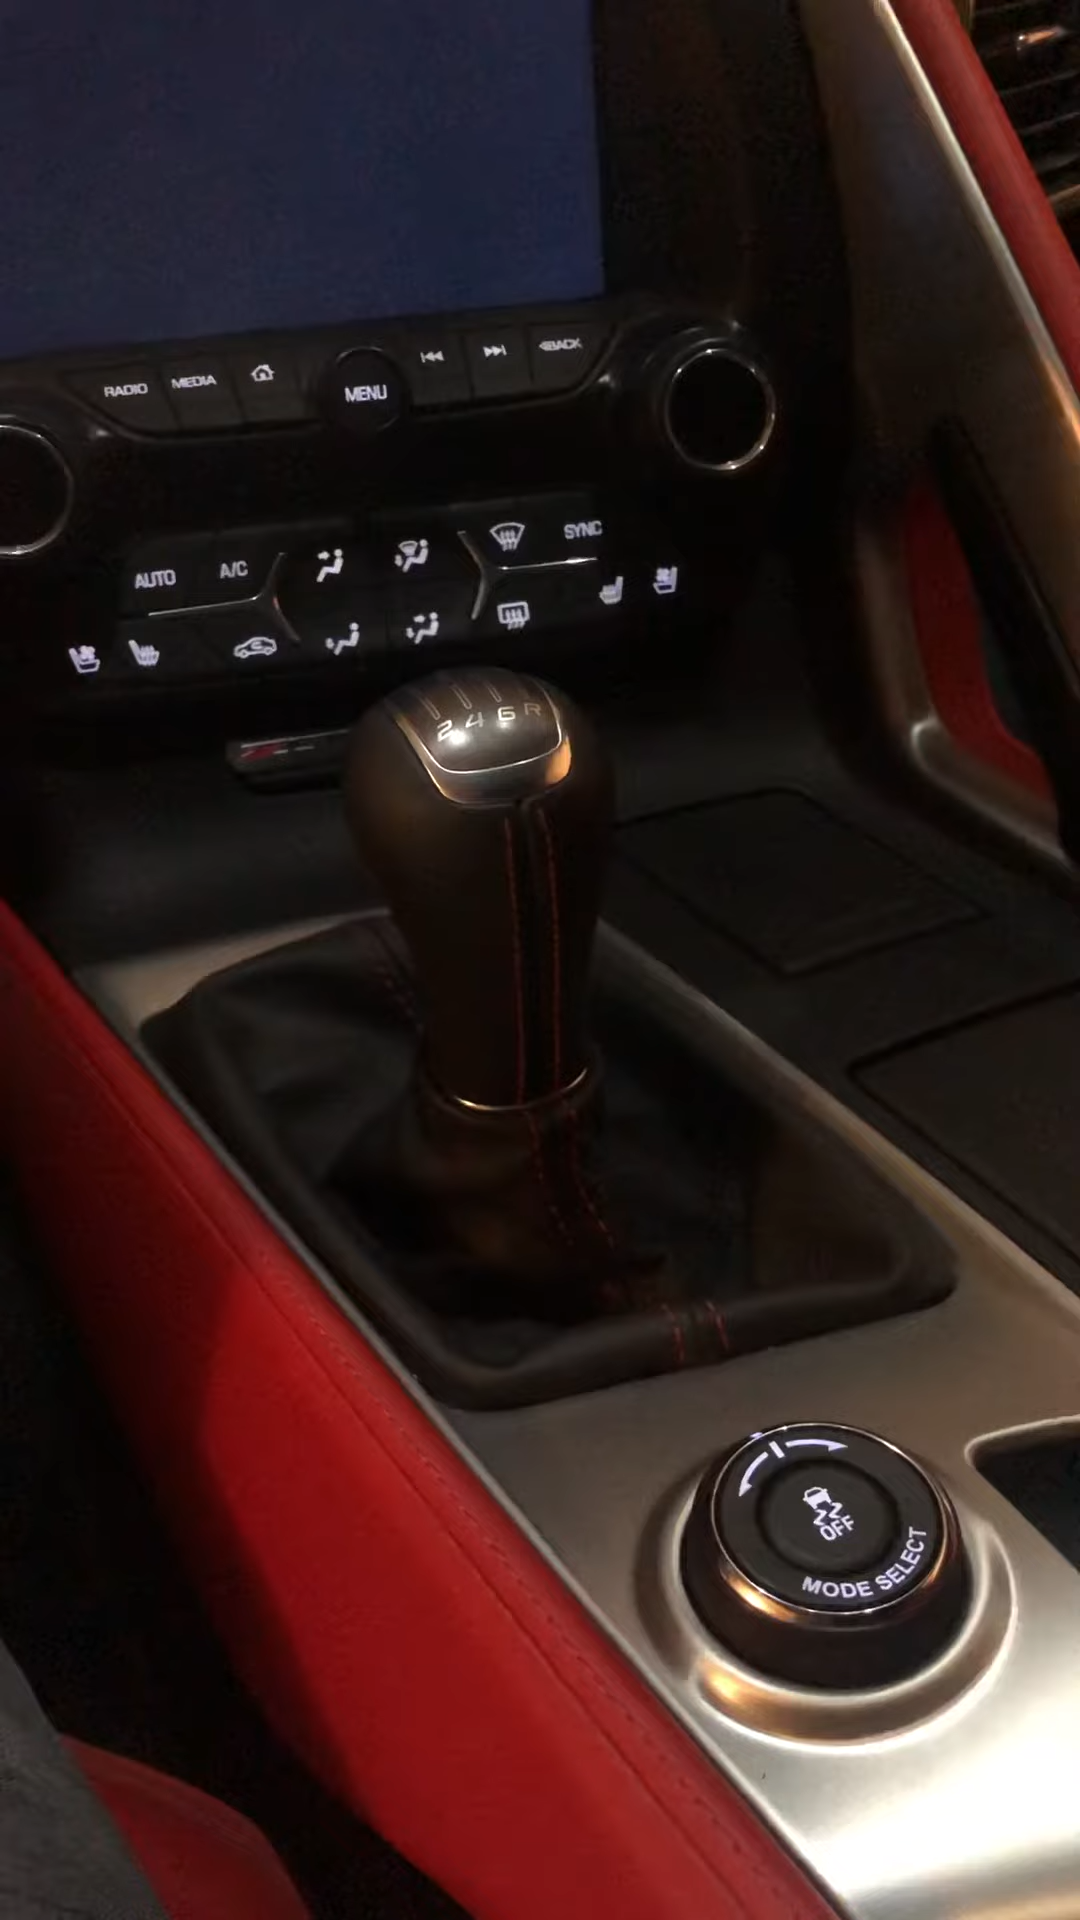 RADIO MEDIA MENU BACK
AUTO A/C SYNC
2 4 6 R
OFF
MODE SELECT